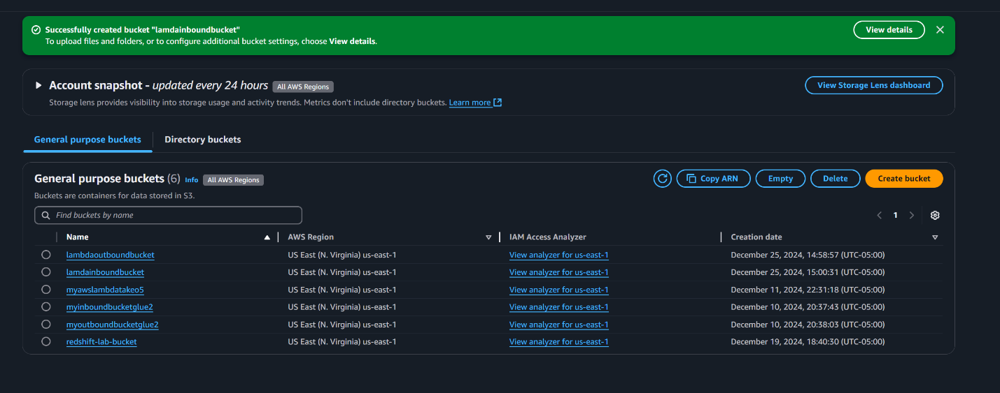 Successfully created bucket "lamdainboundbucket"
To upload files and folders, or to configure additional bucket settings, choose View details.
View details
Account snapshot - updated every 24 hours All AWS Regions
View Storage Lens dashboard
Storage lens provides visibility into storage usage and activity trends. Metrics don't include directory buckets. Learn more
General purpose buckets Directory buckets
General purpose buckets (6) Info All AWS Regions
Copy ARN Empty Delete Create bucket
Buckets are containers for data stored in S3.
Find buckets by name
1
Name AWS Region IAM Access Analyzer Creation date
lambdaoutboundbucket US East (N. Virginia) us-east-1 View analyzer for us-east-1 December 25, 2024, 14:58:57 (UTC-05:00)
lamdainboundbucket US East (N. Virginia) us-east-1 View analyzer for us-east-1 December 25, 2024, 15:00:31 (UTC-05:00)
myawslambdatakeo5 US East (N. Virginia) us-east-1 View analyzer for us-east-1 December 11, 2024, 22:31:18 (UTC-05:00)
myinboundbucketglue2 US East (N. Virginia) us-east-1 View analyzer for us-east-1 December 10, 2024, 20:37:43 (UTC-05:00)
myoutboundbucketglue2 US East (N. Virginia) us-east-1 View analyzer for us-east-1 December 10, 2024, 20:38:03 (UTC-05:00)
redshift-lab-bucket US East (N. Virginia) us-east-1 View analyzer for us-east-1 December 19, 2024, 18:40:30 (UTC-05:00)